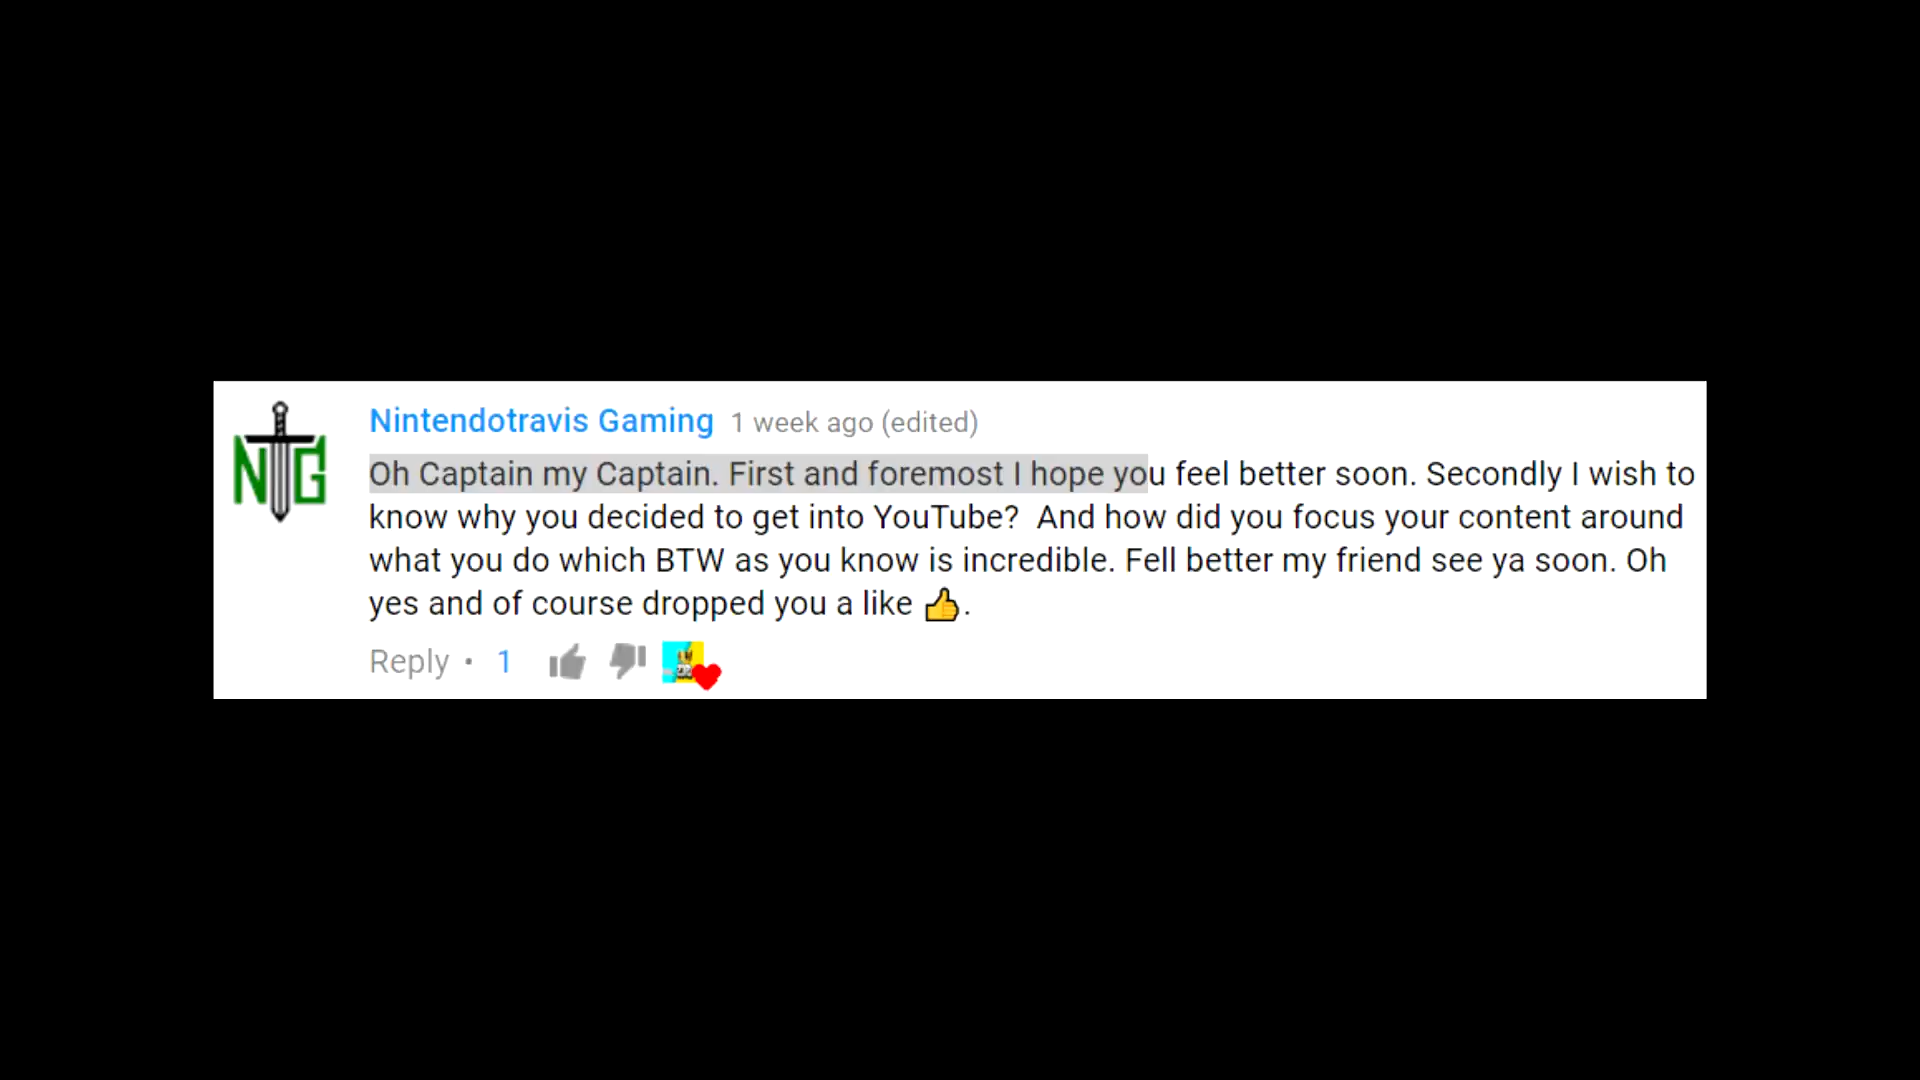 NTG
Nintendotravis Gaming 1 week ago (edited)
Oh Captain my Captain. First and foremost I hope you feel better soon. Secondly I wish to
know why you decided to get into YouTube?  And how did you focus your content around
what you do which BTW as you know is incredible. Fell better my friend see ya soon. Oh
yes and of course dropped you a like 👍.
Reply • 1